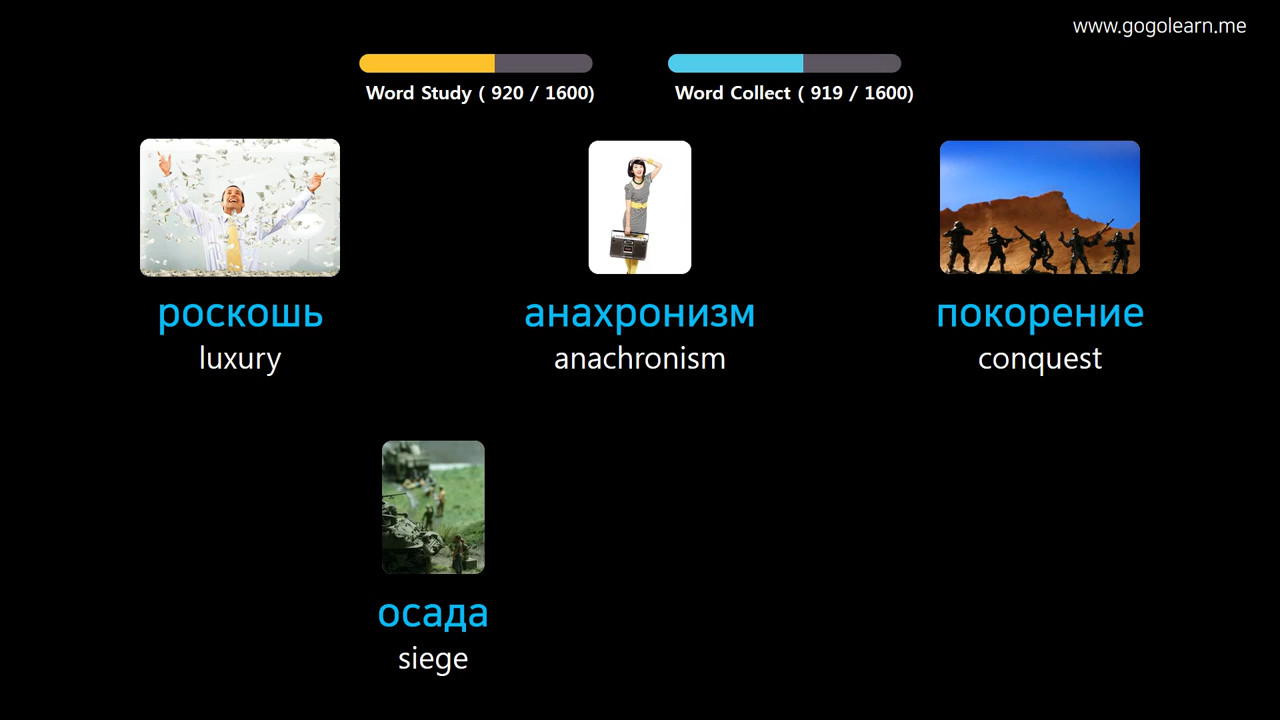 www.gogolearn.me
Word Study ( 920 / 1600)
Word Collect ( 919 / 1600)
роскошь
luxury
анахронизм
anachronism
покорение
conquest
осада
siege